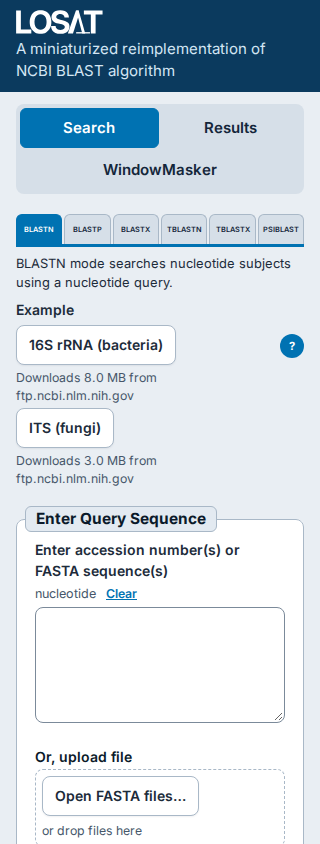 LOSAT
A miniaturized reimplementation of
NCBI BLAST algorithm
Search
Results
WindowMasker
BLASTN
BLASTP
BLASTX
TBLASTN
TBLASTX
PSIBLAST
BLASTN mode searches nucleotide subjects
using a nucleotide query.
Example
16S rRNA (bacteria)
?
Downloads 8.0 MB from
ftp.ncbi.nlm.nih.gov
ITS (fungi)
Downloads 3.0 MB from
ftp.ncbi.nlm.nih.gov
Enter Query Sequence
Enter accession number(s) or
FASTA sequence(s)
nucleotide Clear
Or, upload file
Open FASTA files...
or drop files here